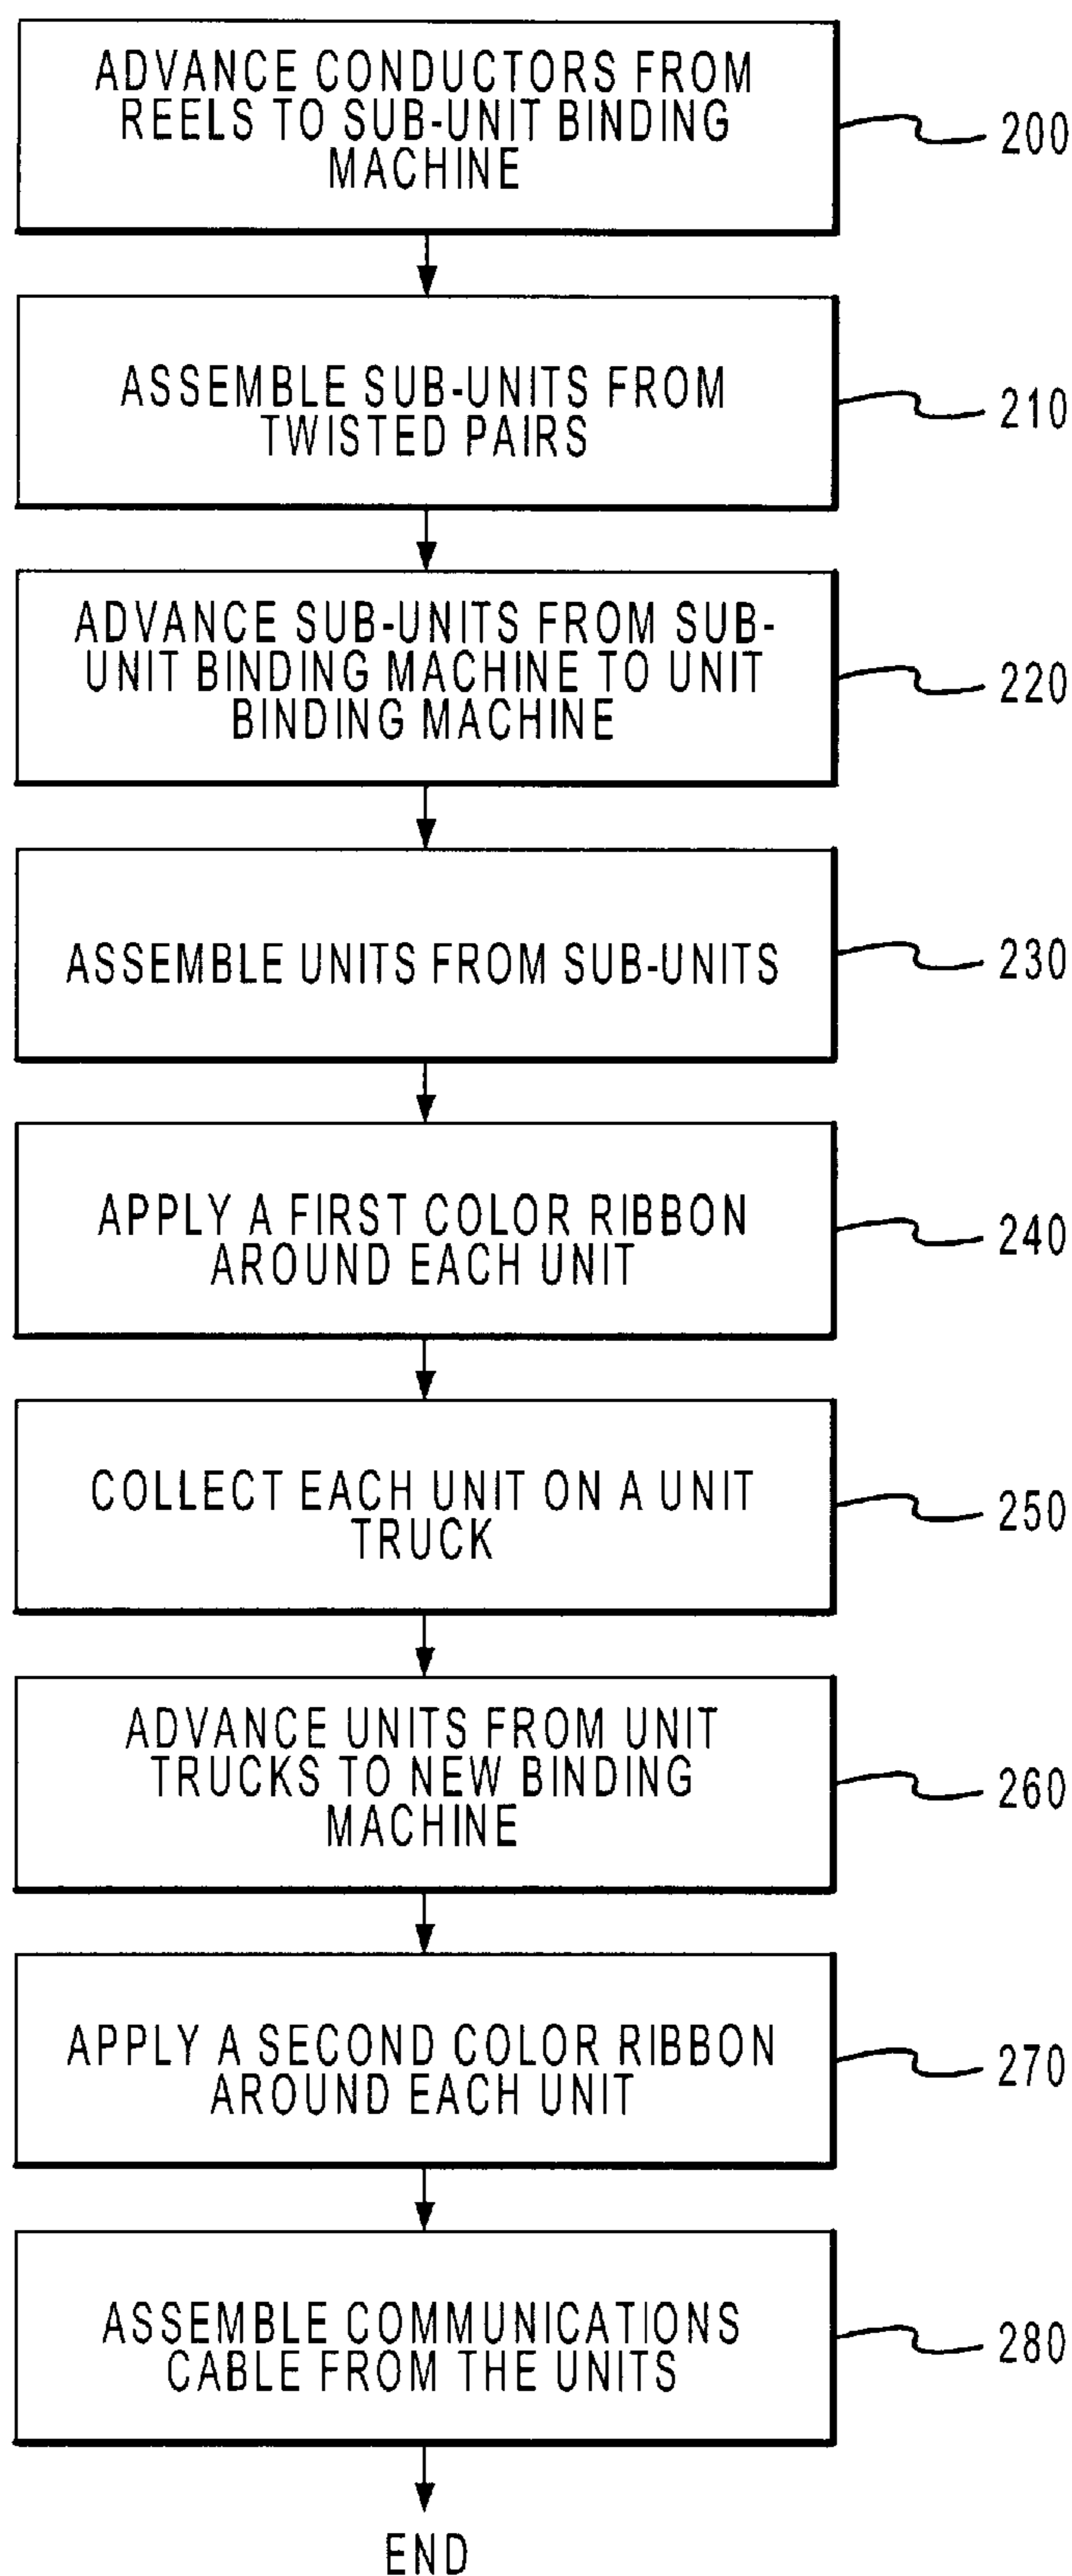 ADVANCE CONDUCTORS FROM
REELS TO SUB-UNIT BINDING
MACHINE
200
ASSEMBLE SUB-UNITS FROM
TWISTED PAIRS
210
ADVANCE SUB-UNITS FROM SUB-
UNIT BINDING MACHINE TO UNIT
BINDING MACHINE
220
ASSEMBLE UNITS FROM SUB-UNITS
230
APPLY A FIRST COLOR RIBBON
AROUND EACH UNIT
240
COLLECT EACH UNIT ON A UNIT
TRUCK
250
ADVANCE UNITS FROM UNIT
TRUCKS TO NEW BINDING
MACHINE
260
APPLY A SECOND COLOR RIBBON
AROUND EACH UNIT
270
ASSEMBLE COMMUNICATIONS
CABLE FROM THE UNITS
280
END